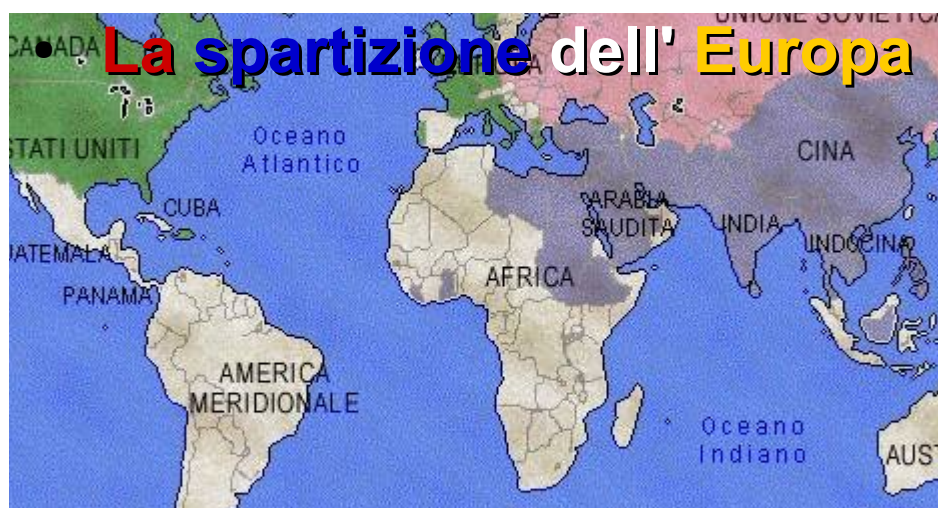 UNIONE SOVIETICA
CANADA
• La spartizione dell' Europa
STATI UNITI
Oceano
Atlantico
CINA
CUBA
ARABIA
SAUDITA
INDIA
INDOCINA
GUATEMALA
AFRICA
PANAMA
AMERICA
MERIDIONALE
Oceano
Indiano
AUST